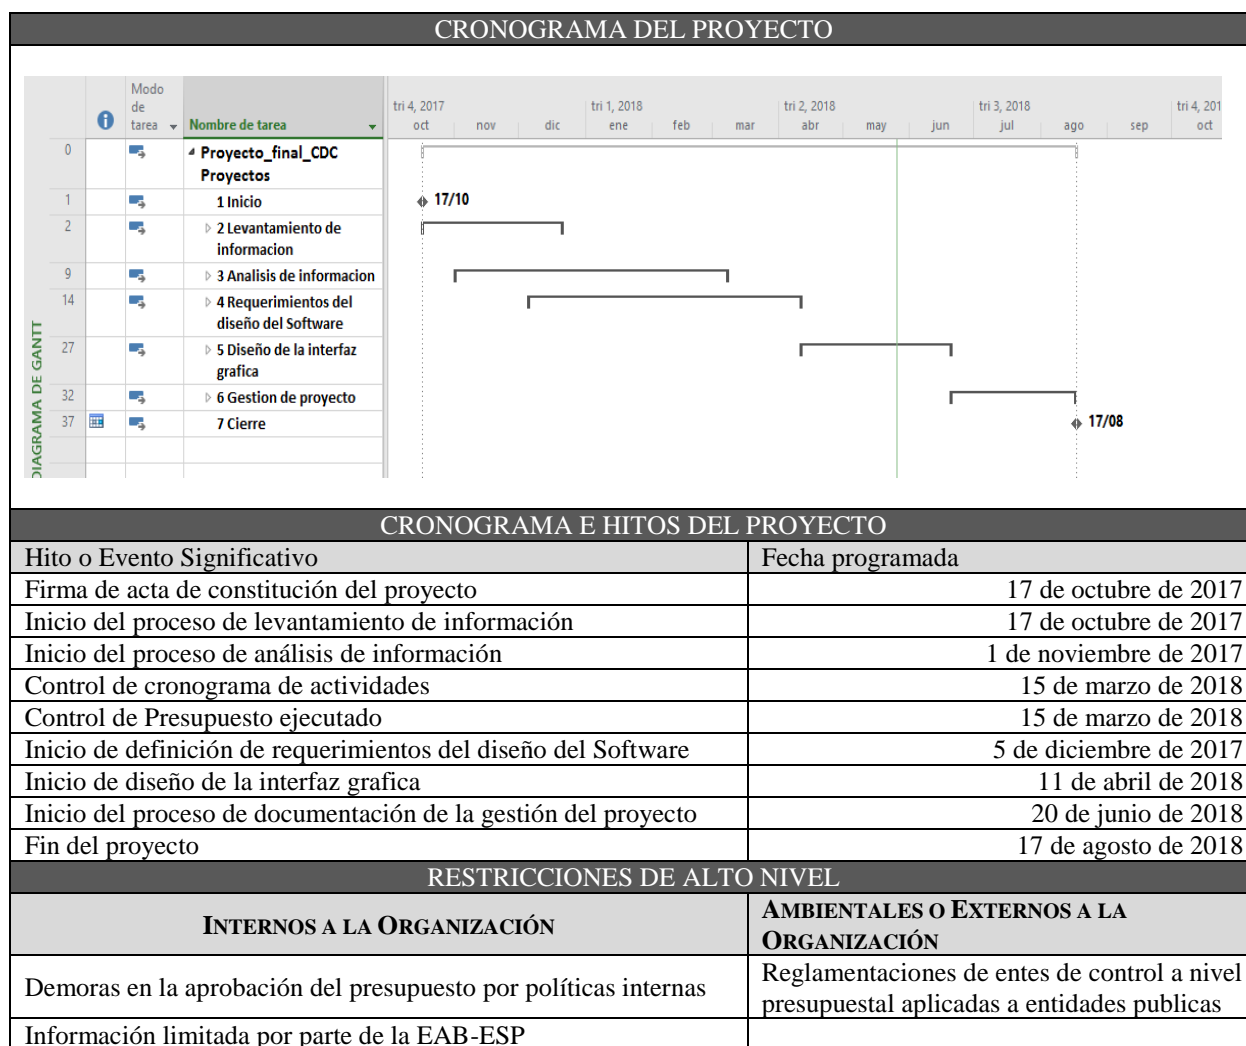 CRONOGRAMA DEL PROYECTO
Modo
de
tarea
Nombre de tarea
tri 4, 2017
tri 1, 2018
tri 2, 2018
tri 3, 2018
tri 4, 201
oct nov dic ene feb mar abr may jun jul ago sep oct
0 Proyecto_final_CDC
Proyectos
1 1 Inicio 17/10
2 2 Levantamiento de
informacion
9 3 Analisis de informacion
14 4 Requerimientos del
diseño del Software
27 5 Diseño de la interfaz
grafica
32 6 Gestion de proyecto
37 7 Cierre 17/08
DIAGRAMA DE GANTT
CRONOGRAMA E HITOS DEL PROYECTO
Hito o Evento Significativo Fecha programada
Firma de acta de constitución del proyecto 17 de octubre de 2017
Inicio del proceso de levantamiento de información 17 de octubre de 2017
Inicio del proceso de análisis de información 1 de noviembre de 2017
Control de cronograma de actividades 15 de marzo de 2018
Control de Presupuesto ejecutado 15 de marzo de 2018
Inicio de definición de requerimientos del diseño del Software 5 de diciembre de 2017
Inicio de diseño de la interfaz grafica 11 de abril de 2018
Inicio del proceso de documentación de la gestión del proyecto 20 de junio de 2018
Fin del proyecto 17 de agosto de 2018
RESTRICCIONES DE ALTO NIVEL
INTERNOS A LA ORGANIZACIÓN
AMBIENTALES O EXTERNOS A LA
ORGANIZACIÓN
Demoras en la aprobación del presupuesto por políticas internas
Reglamentaciones de entes de control a nivel
presupuestal aplicadas a entidades publicas
Información limitada por parte de la EAB-ESP